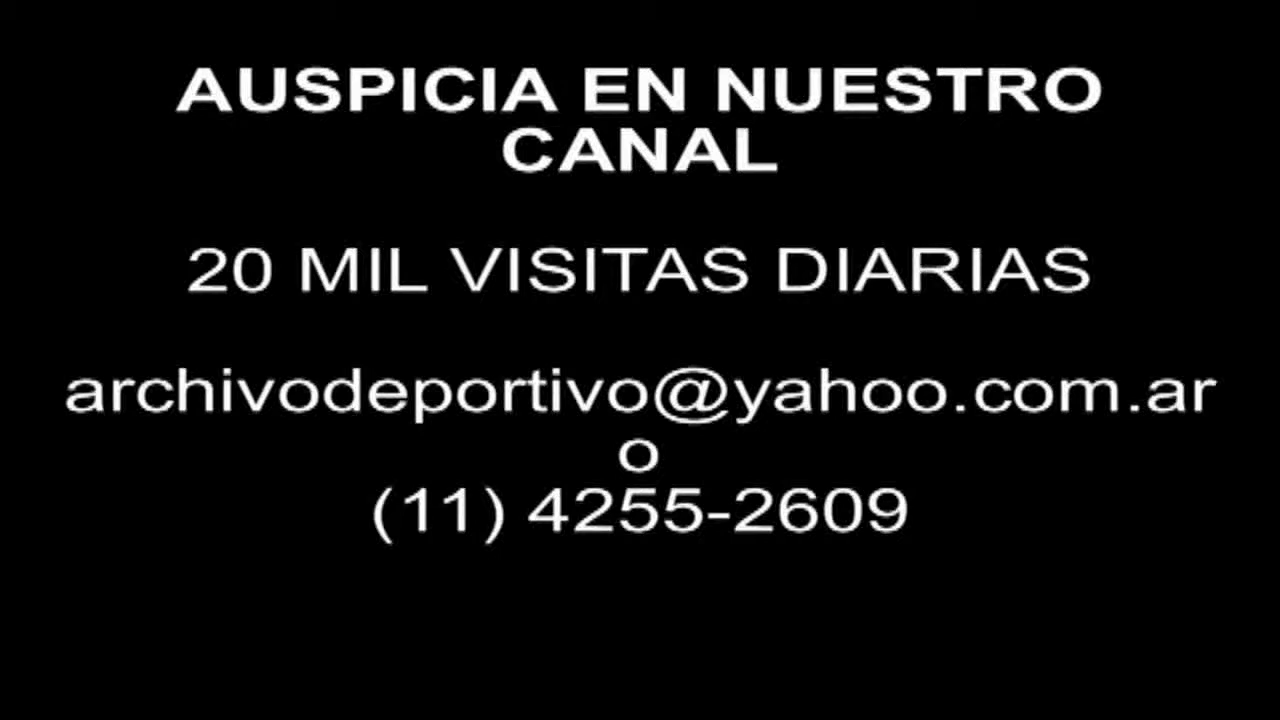 AUSPICIA EN NUESTRO
CANAL
20 MIL VISITAS DIARIAS
archivodeportivo@yahoo.com.ar
o
(11) 4255-2609